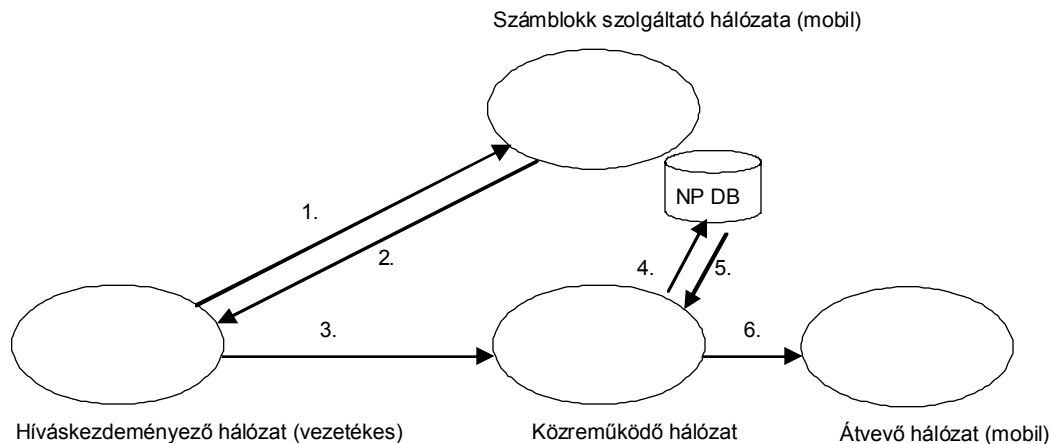 Számblokk szolgáltató hálózata (mobil)
NP DB
1.
2.
4.
5.
3.
6.
Híváskezdeményező hálózat (vezetékes)
Közreműködő hálózat
Átvevő hálózat (mobil)